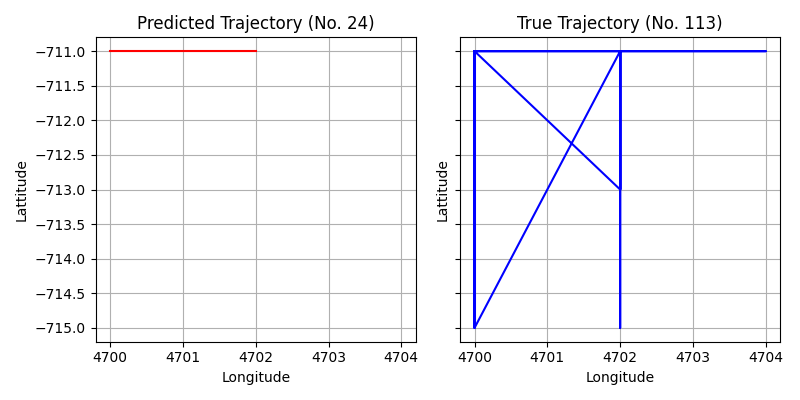 Predicted Trajectory (No. 24)
−711.0
−711.5
−712.0
−712.5
−713.0
−713.5
−714.0
−714.5
−715.0
Lattitude
4700 4701 4702 4703 4704
Longitude
True Trajectory (No. 113)
Lattitude
4700 4701 4702 4703 4704
Longitude